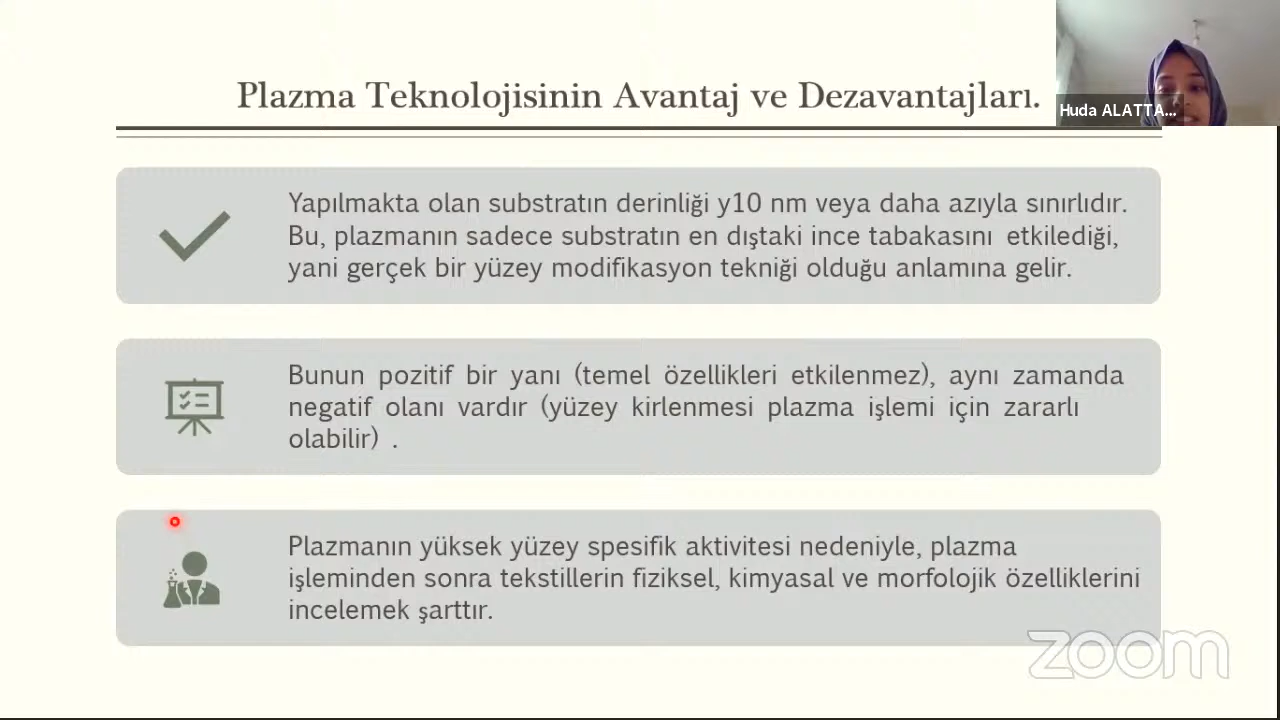 Plazma Teknolojisinin Avantaj ve Dezavantajları.
Huda ALATTA...
Yapılmakta olan substratın derinliği y10 nm veya daha azıyla sınırlıdır.
Bu, plazmanın sadece substratın en dıştaki ince tabakasını etkilediği,
yani gerçek bir yüzey modifikasyon tekniği olduğu anlamına gelir.
Bunun pozitif bir yanı (temel özellikleri etkilenmez), aynı zamanda
negatif olanı vardır (yüzey kirlenmesi plazma işlemi için zararlı
olabilir) .
Plazmanın yüksek yüzey spesifik aktivitesi nedeniyle, plazma
işleminden sonra tekstillerin fiziksel, kimyasal ve morfolojik özelliklerini
incelemek şarttır.
zoom